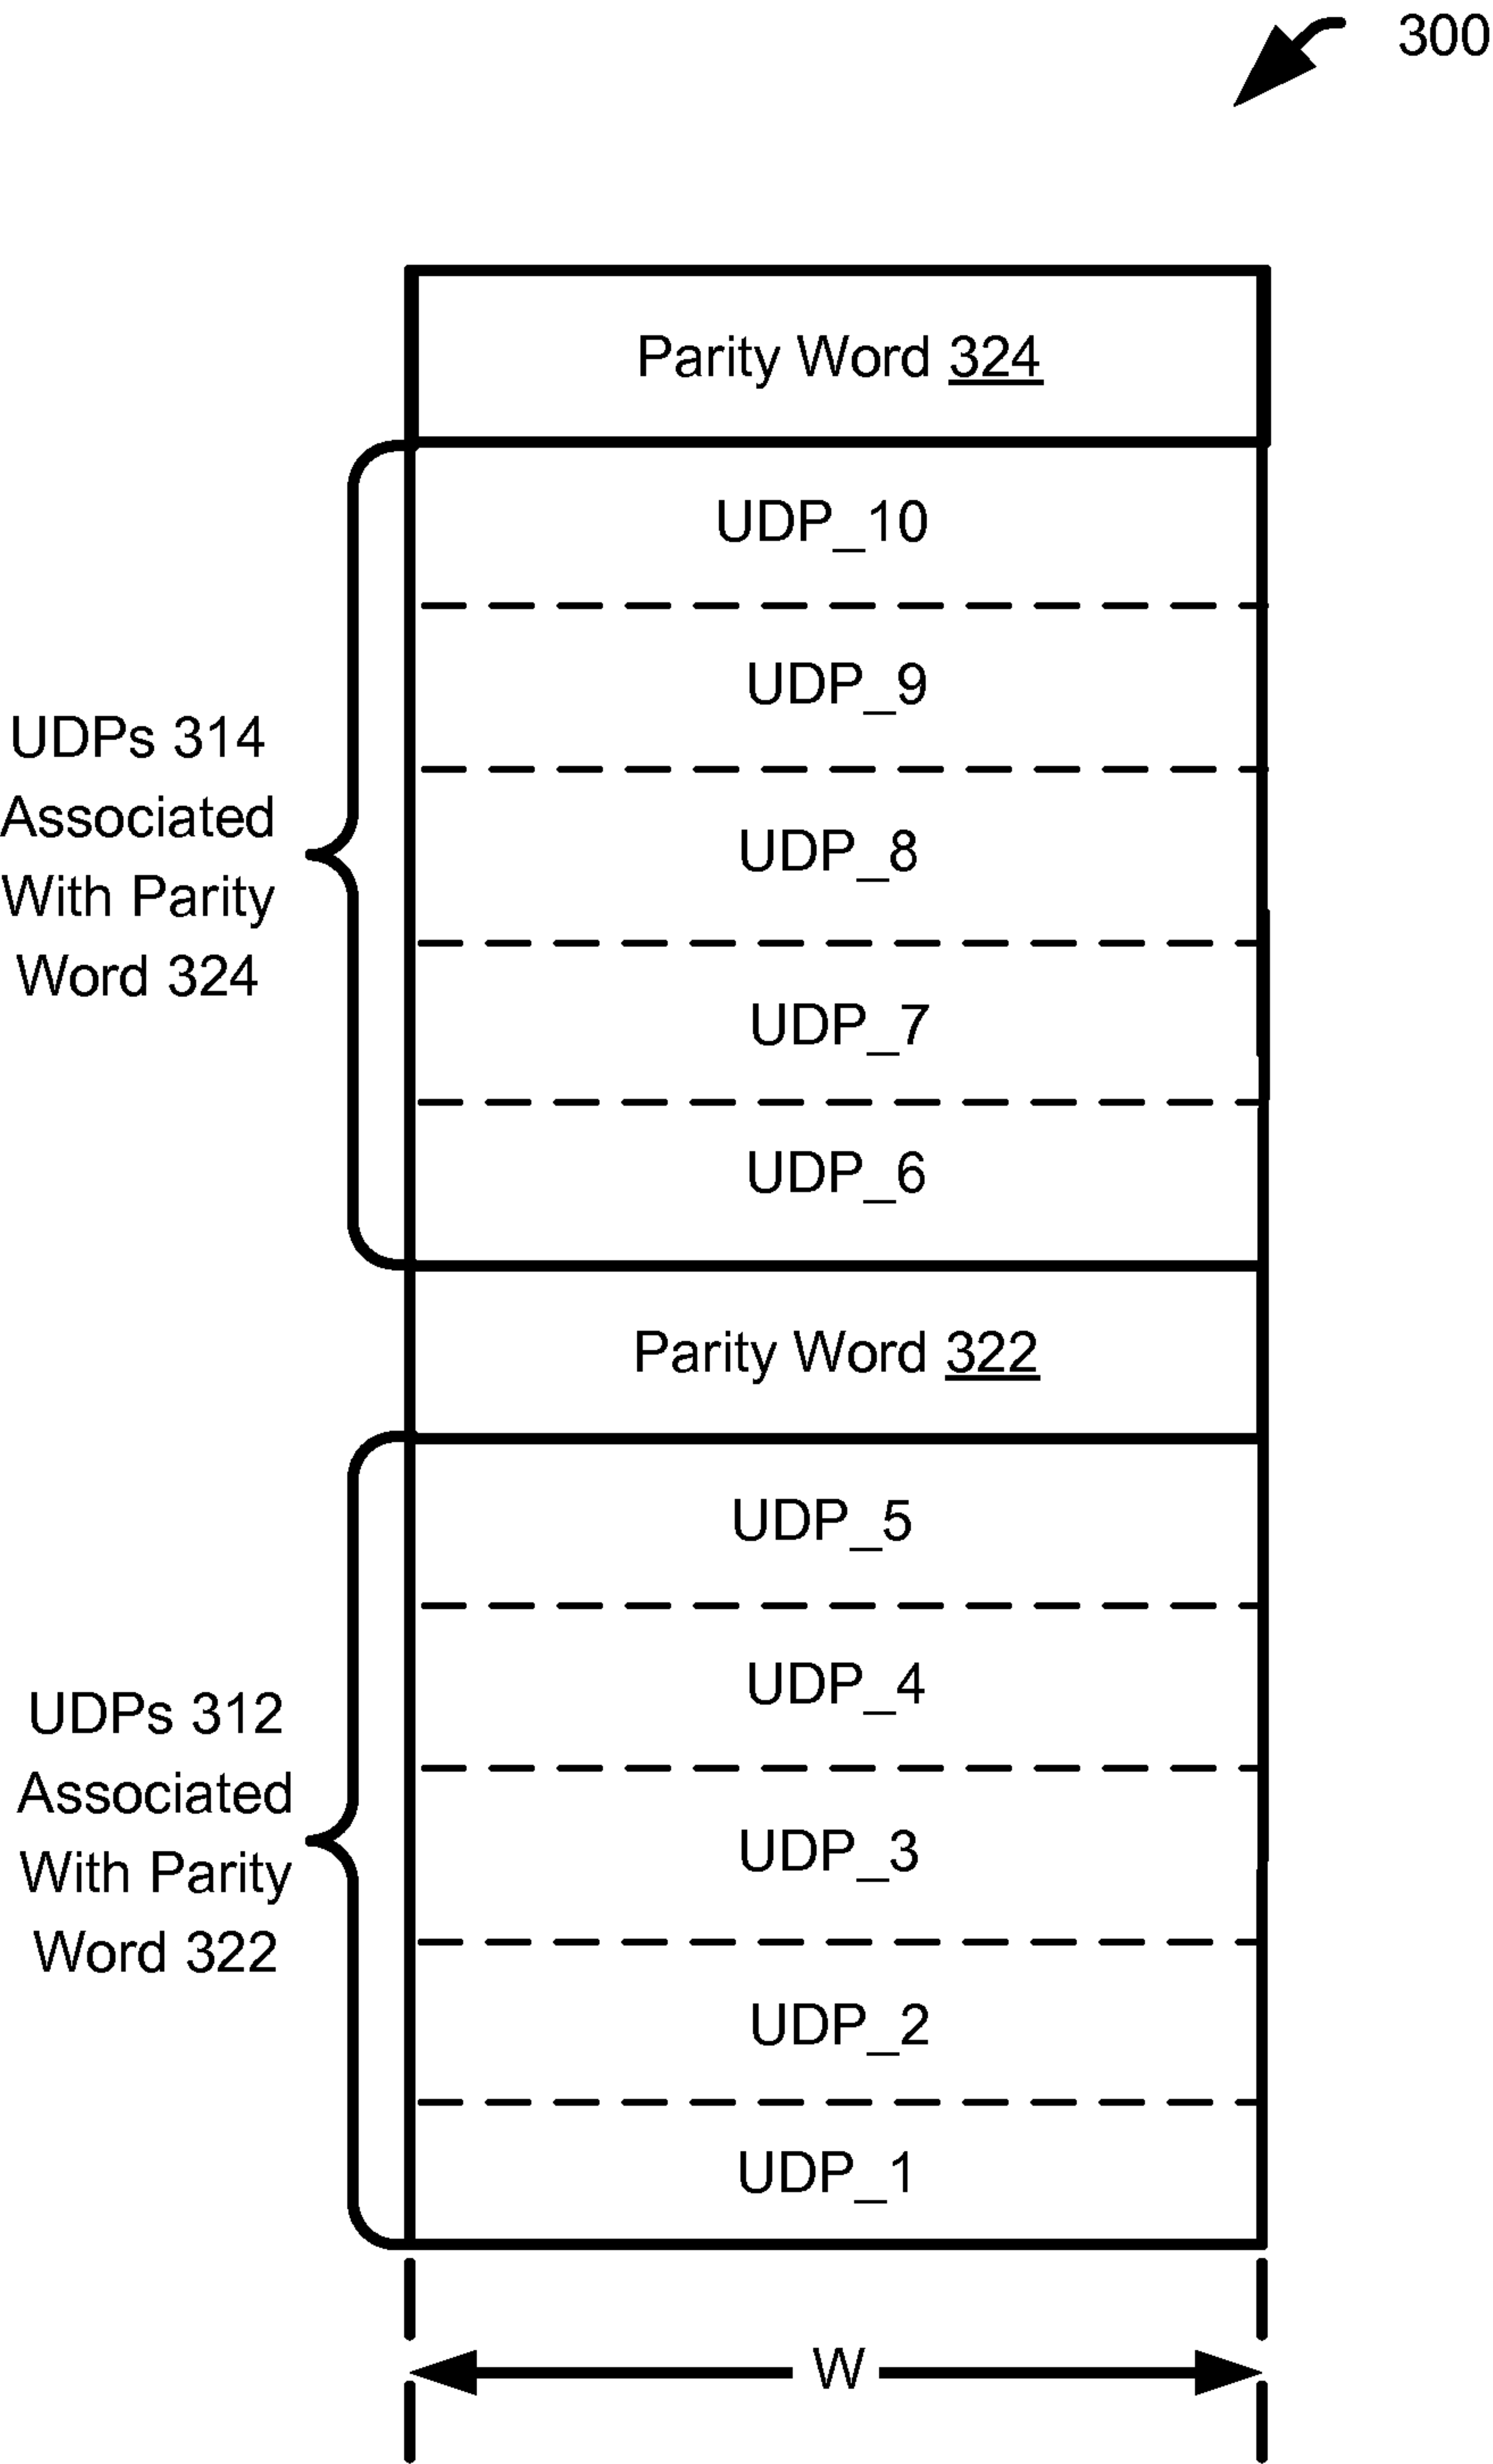 300
Parity Word 324
UDP_10
UDP_9
UDPs 314
Associated
With Parity
Word 324
UDP_8
UDP_7
UDP_6
Parity Word 322
UDP_5
UDP_4
UDPs 312
Associated
With Parity
Word 322
UDP_3
UDP_2
UDP_1
W